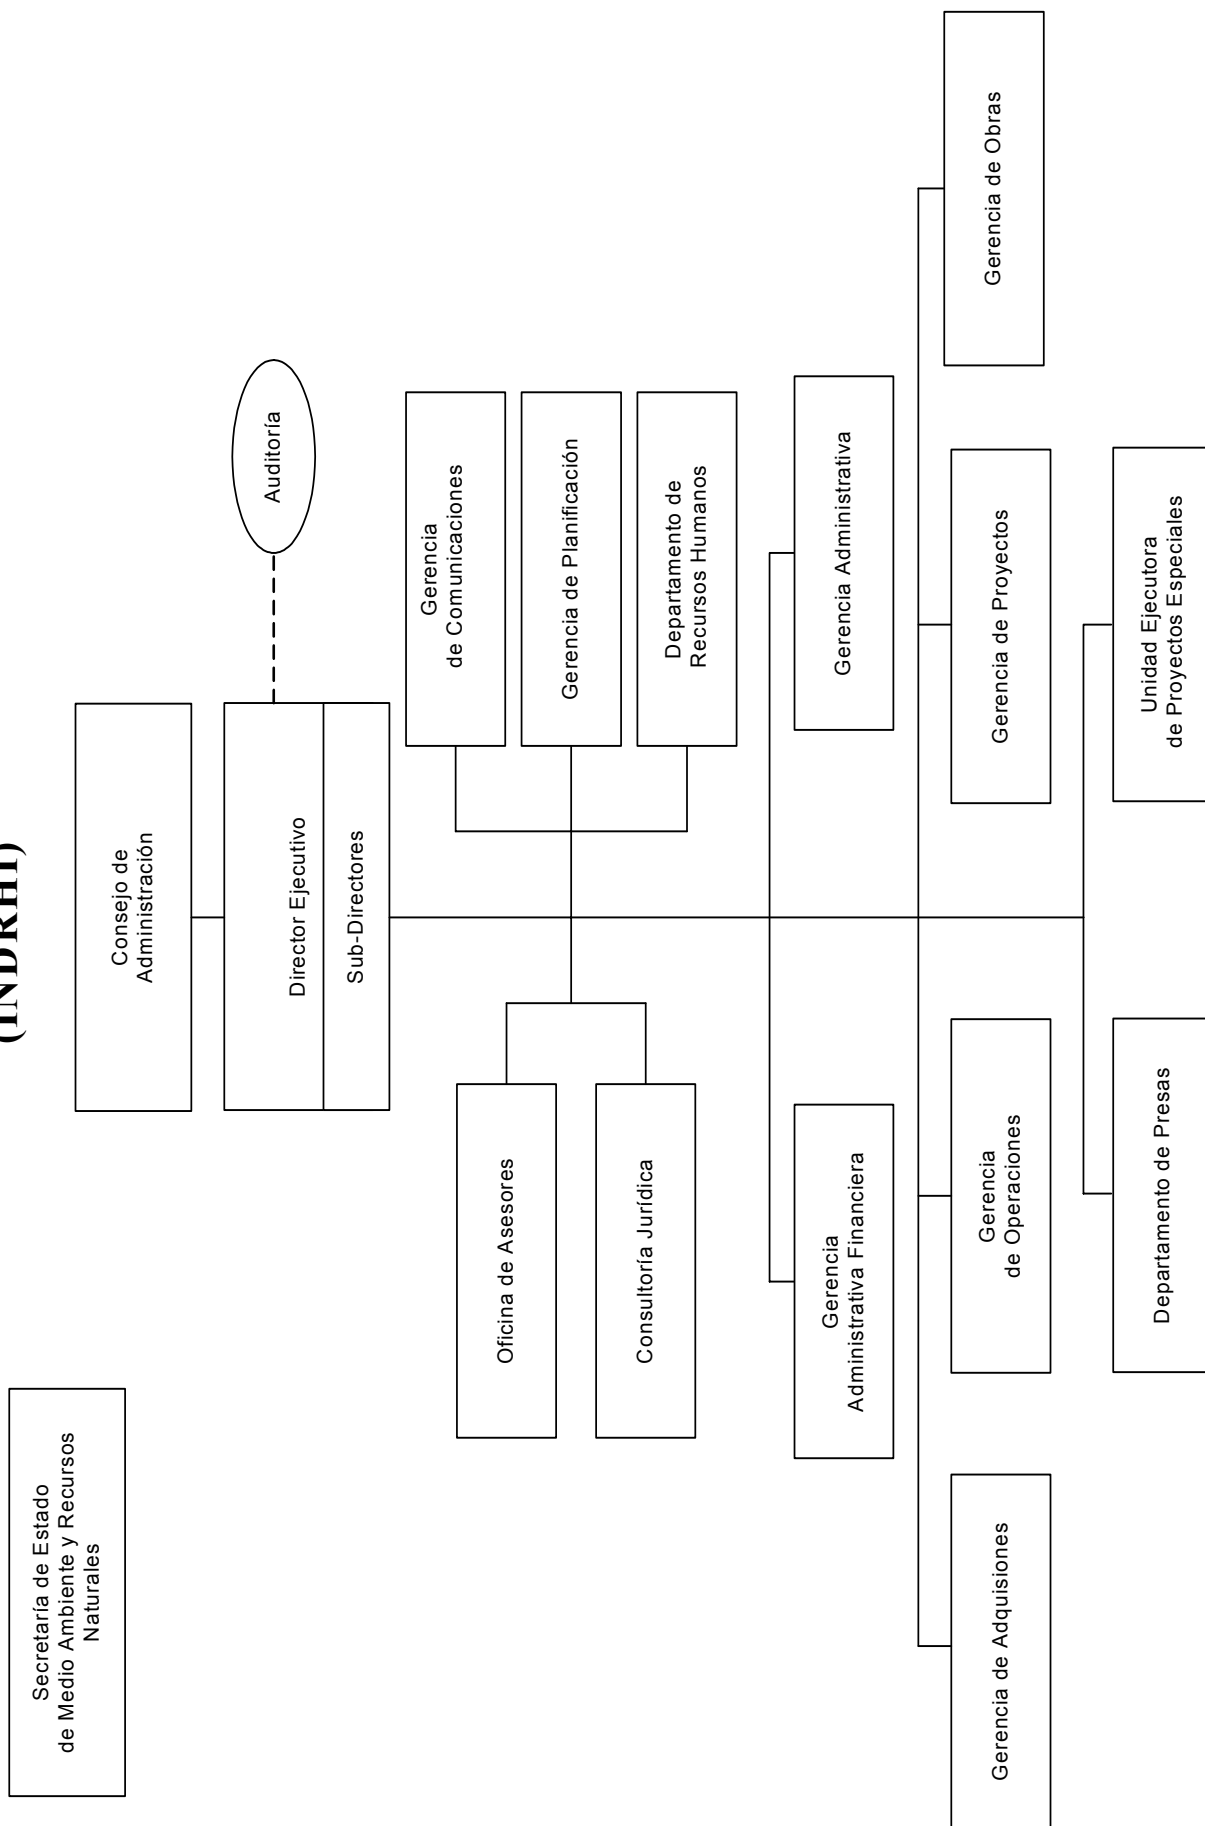 (INDRHI)
Secretaría de Estado
de Medio Ambiente y Recursos
Naturales
Consejo de
Administración
Director Ejecutivo
Sub-Directores
Auditoría
Oficina de Asesores
Consultoría Jurídica
Gerencia
de Comunicaciones
Gerencia de Planificación
Departamento de
Recursos Humanos
Gerencia
Administrativa Financiera
Gerencia Administrativa
Gerencia de Adquisiones
Gerencia
de Operaciones
Gerencia de Proyectos
Gerencia de Obras
Departamento de Presas
Unidad Ejecutora
de Proyectos Especiales